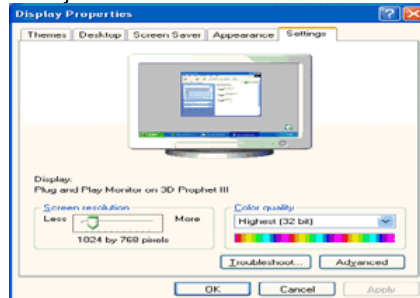 Display Properties
Themes Desktop Screen Saver Appearance Settings
Display:
Plug and Play Monitor on 3D Prophet III
Screen resolution
Less More
1024 by 768 pixels
Color quality
Highest (32 bit)
Troubleshoot... Advanced
OK Cancel Apply